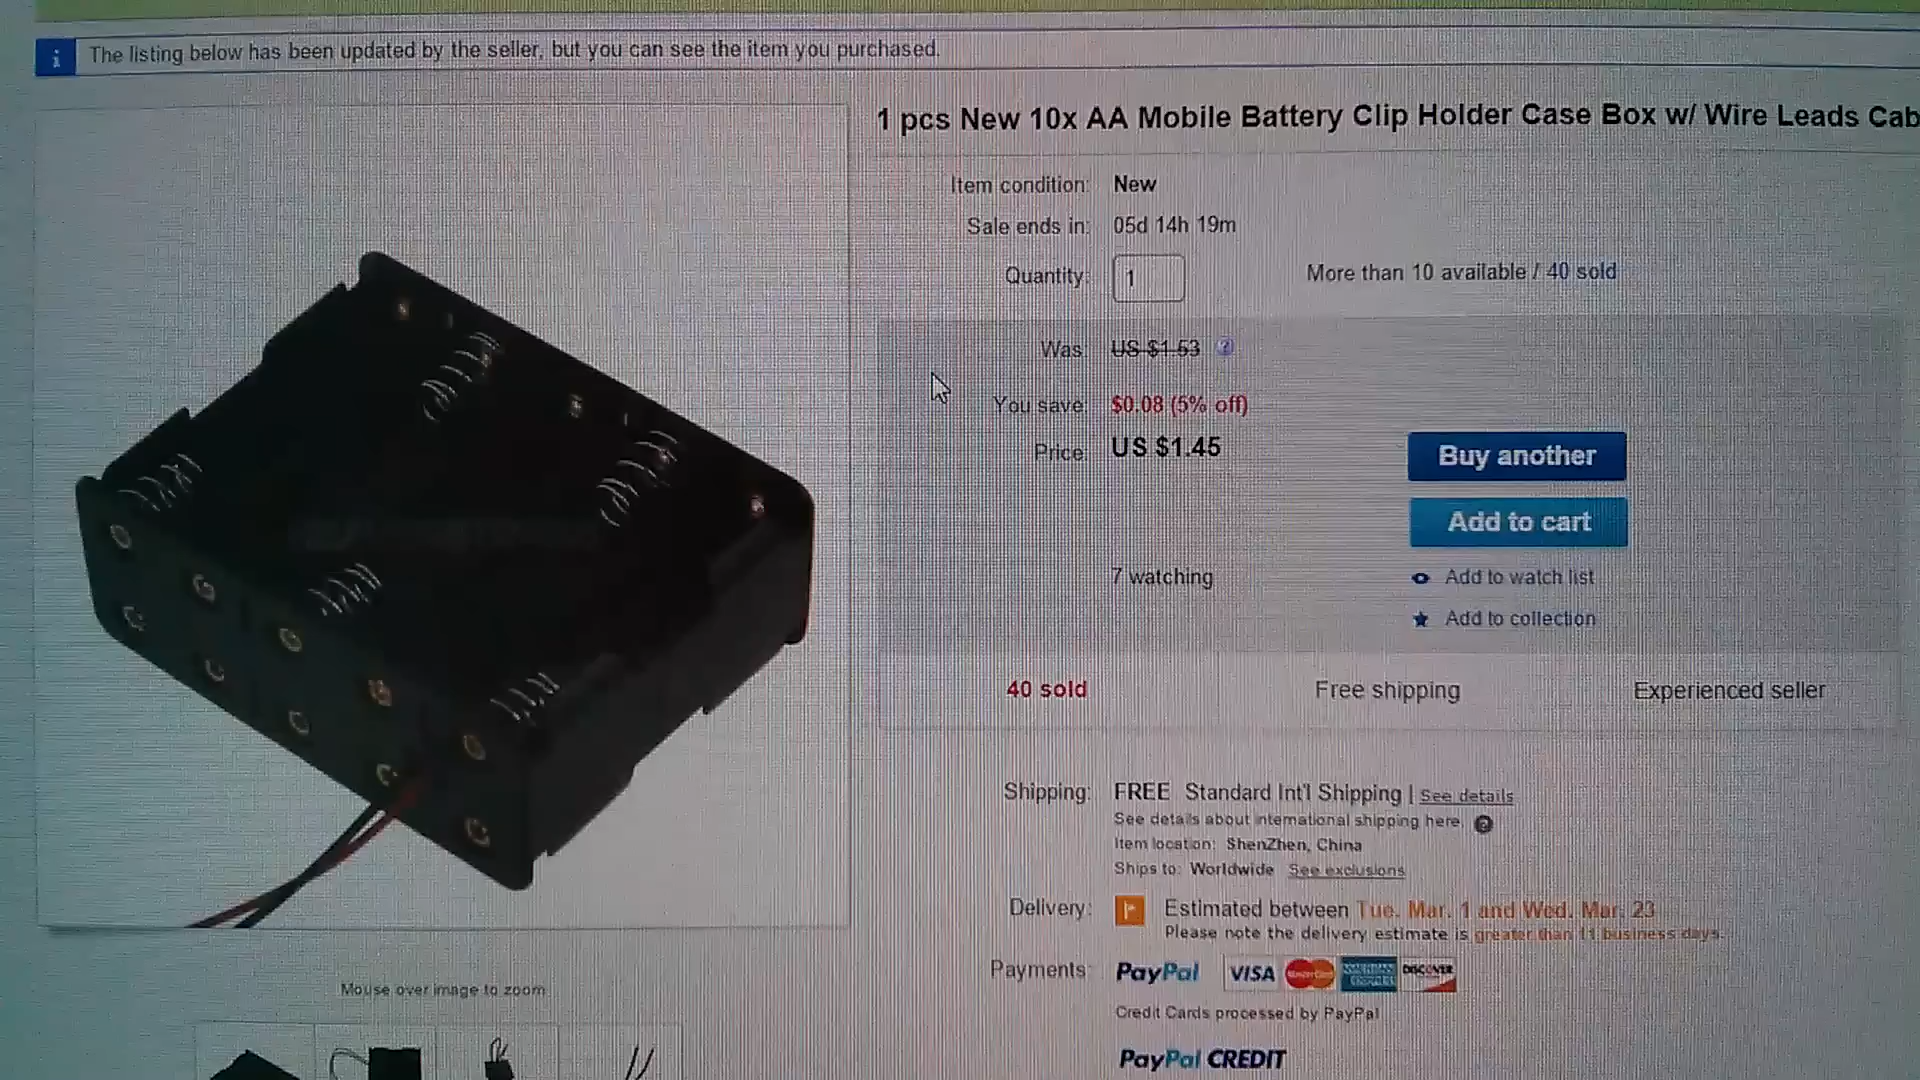 The listing below has been updated by the seller, but you can see the item you purchased.
1 pcs New 10x AA Mobile Battery Clip Holder Case Box w/ Wire Leads Cab
Item condition: New
Sale ends in: 05d 14h 19m
Quantity: 1 More than 10 available / 40 sold
Was: US $1.53
You save: $0.08 (5% off)
Price: US $1.45
Buy another
Add to cart
7 watching
Add to watch list
Add to collection
40 sold Free shipping Experienced seller
Shipping: FREE Standard Int'l Shipping | See details
See details about international shipping here.
Item location: ShenZhen, China
Ships to: Worldwide See exclusions
Delivery: Estimated between Tue. Mar. 1 and Wed. Mar. 23
Please note the delivery estimate is greater than 11 business days.
Payments: PayPal VISA MasterCard AMERICAN EXPRESS DISCOVER
Credit Cards processed by PayPal
PayPal CREDIT
Mouse over image to zoom